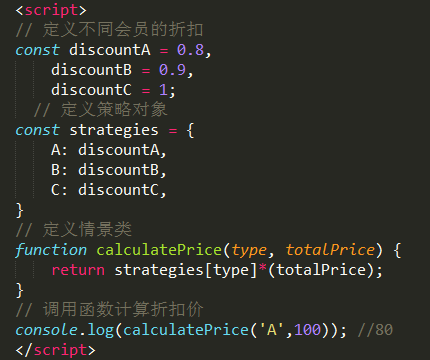 <script>
// 定义不同会员的折扣
const discountA = 0.8,
    discountB = 0.9,
    discountC = 1;
  // 定义策略对象
const strategies = {
    A: discountA,
    B: discountB,
    C: discountC,
}
// 定义情景类
function calculatePrice(type, totalPrice) {
    return strategies[type]*(totalPrice);
}
// 调用函数计算折扣价
console.log(calculatePrice('A',100)); //80
</script>